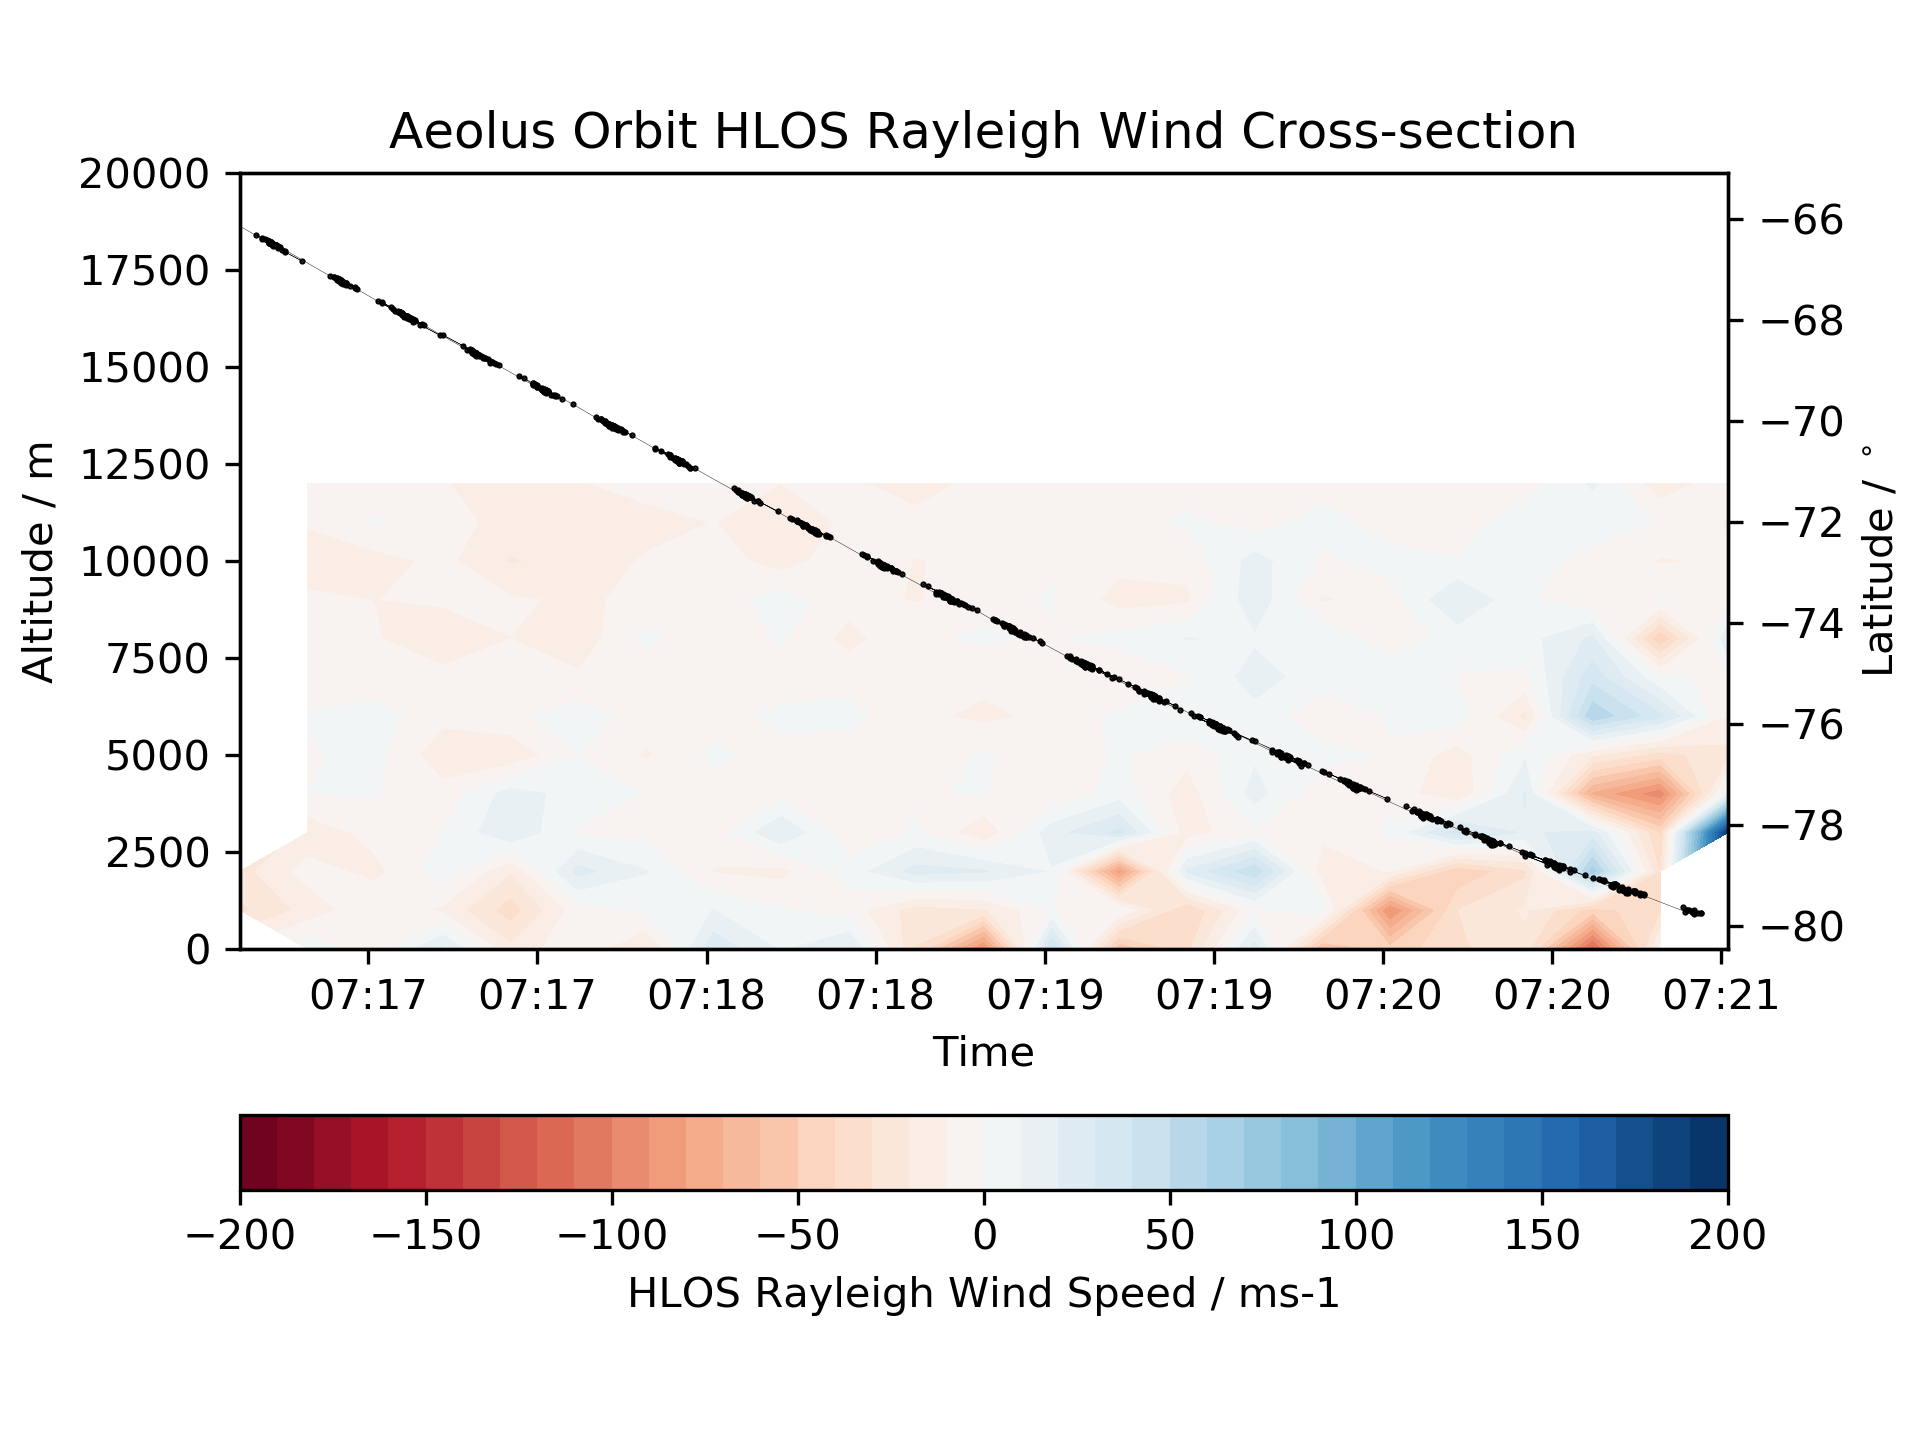 Aeolus Orbit HLOS Rayleigh Wind Cross-section
20000
17500
15000
12500
10000
7500
5000
2500
0
Altitude / m
−66
−68
−70
−72
−74
−76
−78
−80
Latitude / °
07:17 07:17 07:18 07:18 07:19 07:19 07:20 07:20 07:21
Time
−200 −150 −100 −50 0 50 100 150 200
HLOS Rayleigh Wind Speed / ms-1